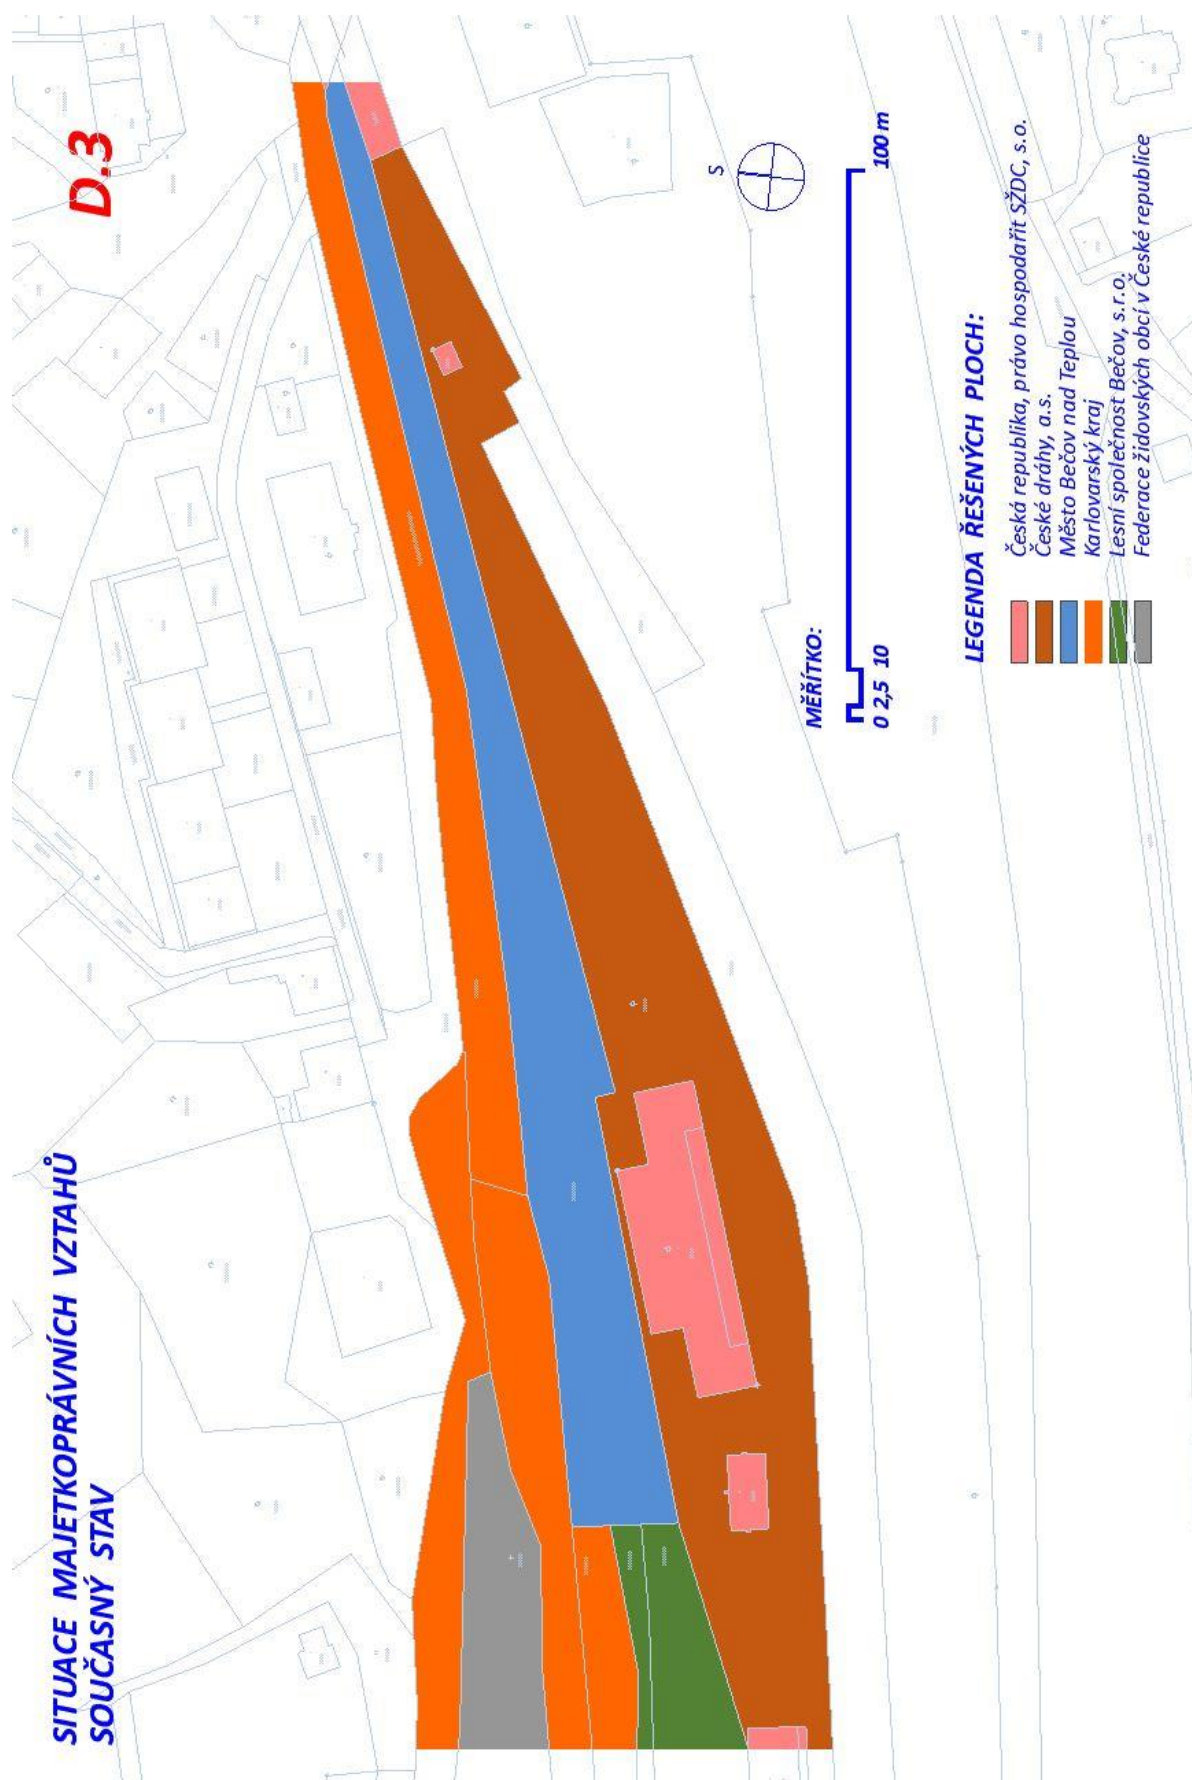 SITUACE MAJETKOPRÁVNÍCH VZTAHŮ
SOUČASNÝ STAV
D.3
S
MĚŘÍTKO:
0 2,5 10 100 m
LEGENDA ŘEŠENÝCH PLOCH:
Česká republika, právo hospodařit SŽDC, s.o.
České dráhy, a.s.
Město Bečov nad Teplou
Karlovarský kraj
Lesní společnost Bečov, s.r.o.
Federace židovských obcí v České republice